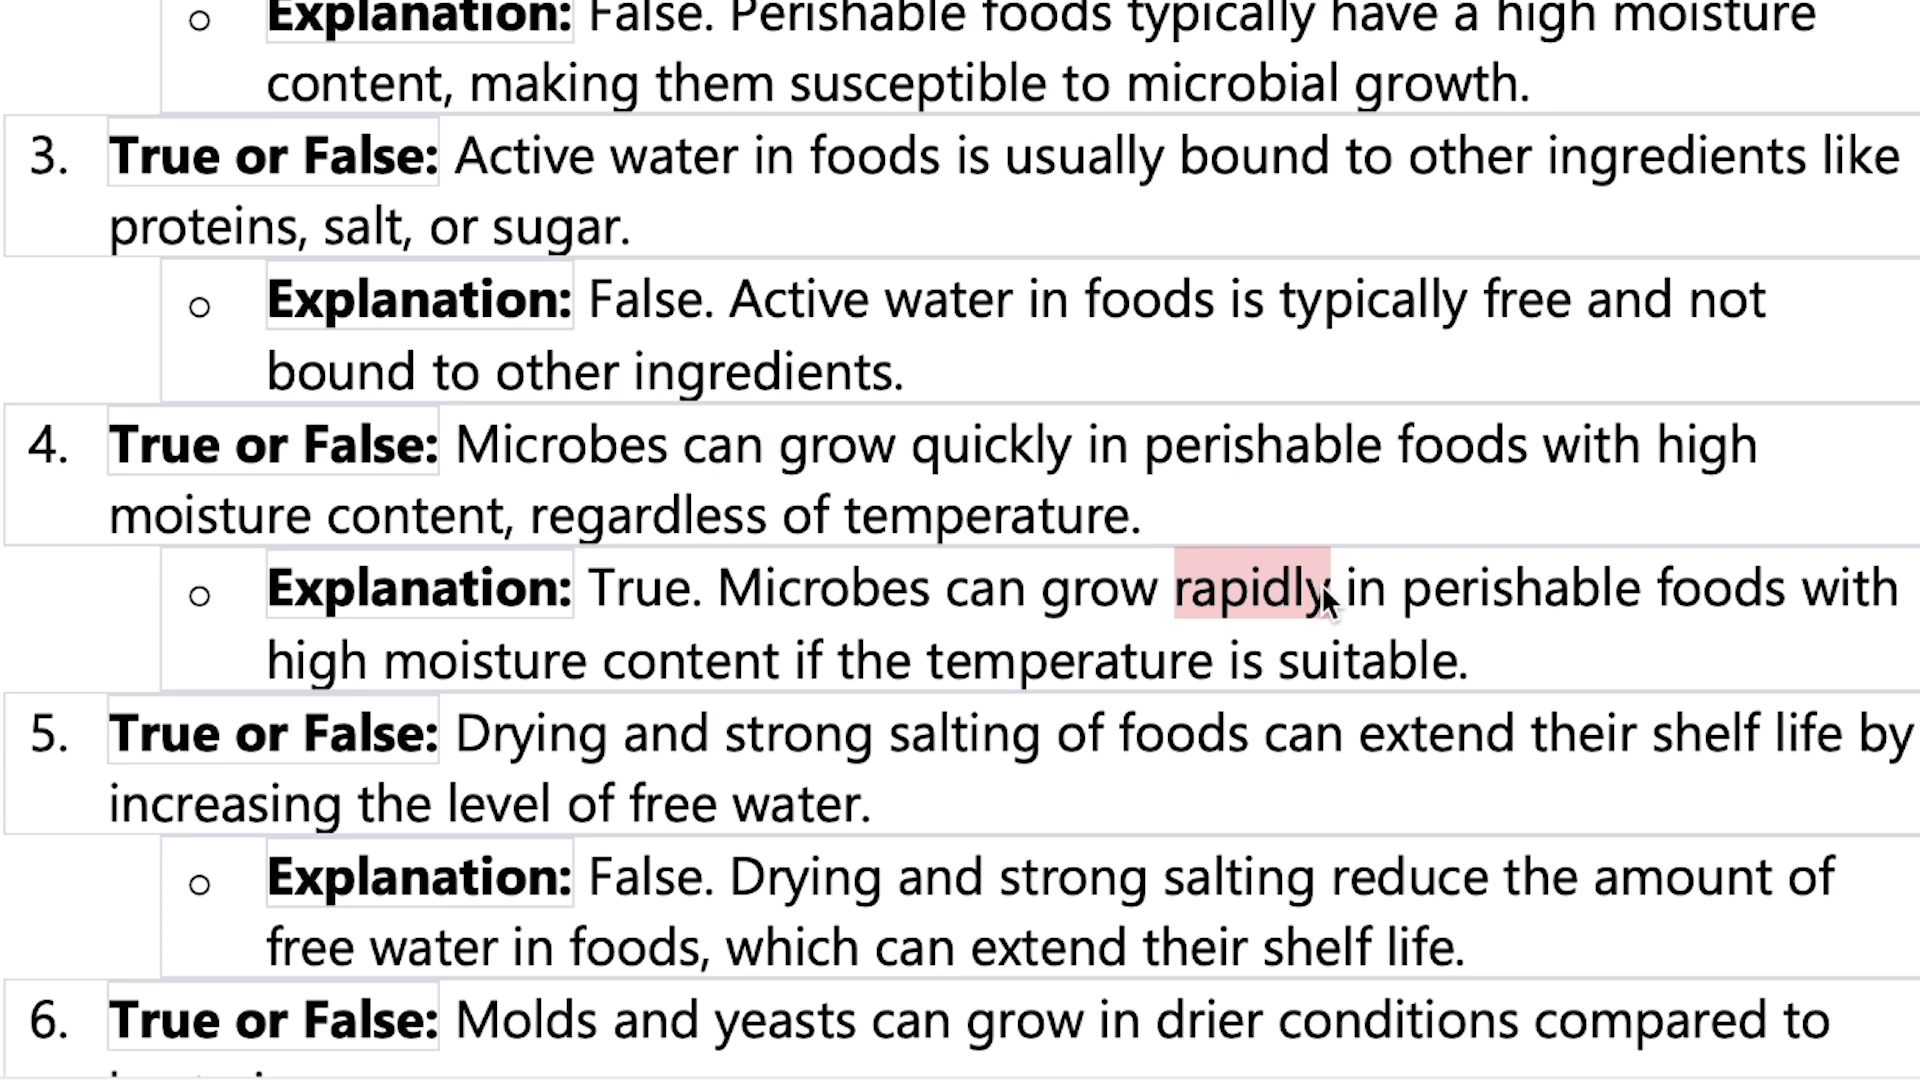 Explanation: False. Perishable foods typically have a high moisture
content, making them susceptible to microbial growth.
3. True or False: Active water in foods is usually bound to other ingredients like
proteins, salt, or sugar.
Explanation: False. Active water in foods is typically free and not
bound to other ingredients.
4. True or False: Microbes can grow quickly in perishable foods with high
moisture content, regardless of temperature.
Explanation: True. Microbes can grow rapidly in perishable foods with
high moisture content if the temperature is suitable.
5. True or False: Drying and strong salting of foods can extend their shelf life by
increasing the level of free water.
Explanation: False. Drying and strong salting reduce the amount of
free water in foods, which can extend their shelf life.
6. True or False: Molds and yeasts can grow in drier conditions compared to